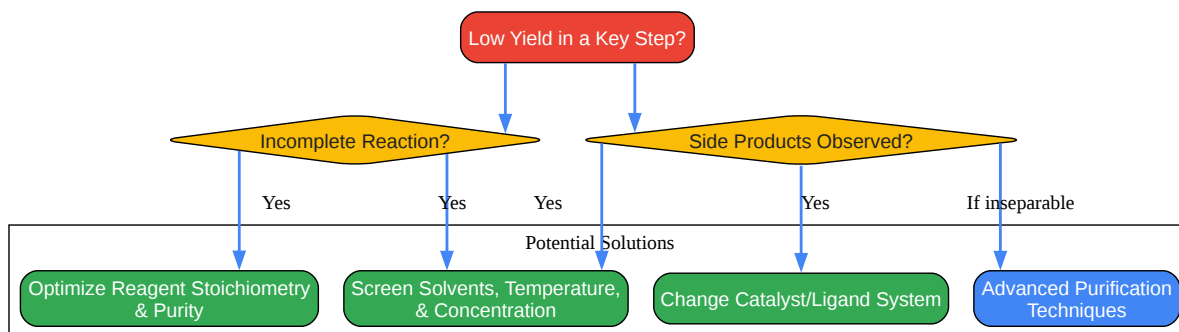 Low Yield in a Key Step?
Incomplete Reaction?
Side Products Observed?
Yes
Yes
Yes
Yes
If inseparable
Potential Solutions
Optimize Reagent Stoichiometry
& Purity
Screen Solvents, Temperature,
& Concentration
Change Catalyst/Ligand System
Advanced Purification
Techniques